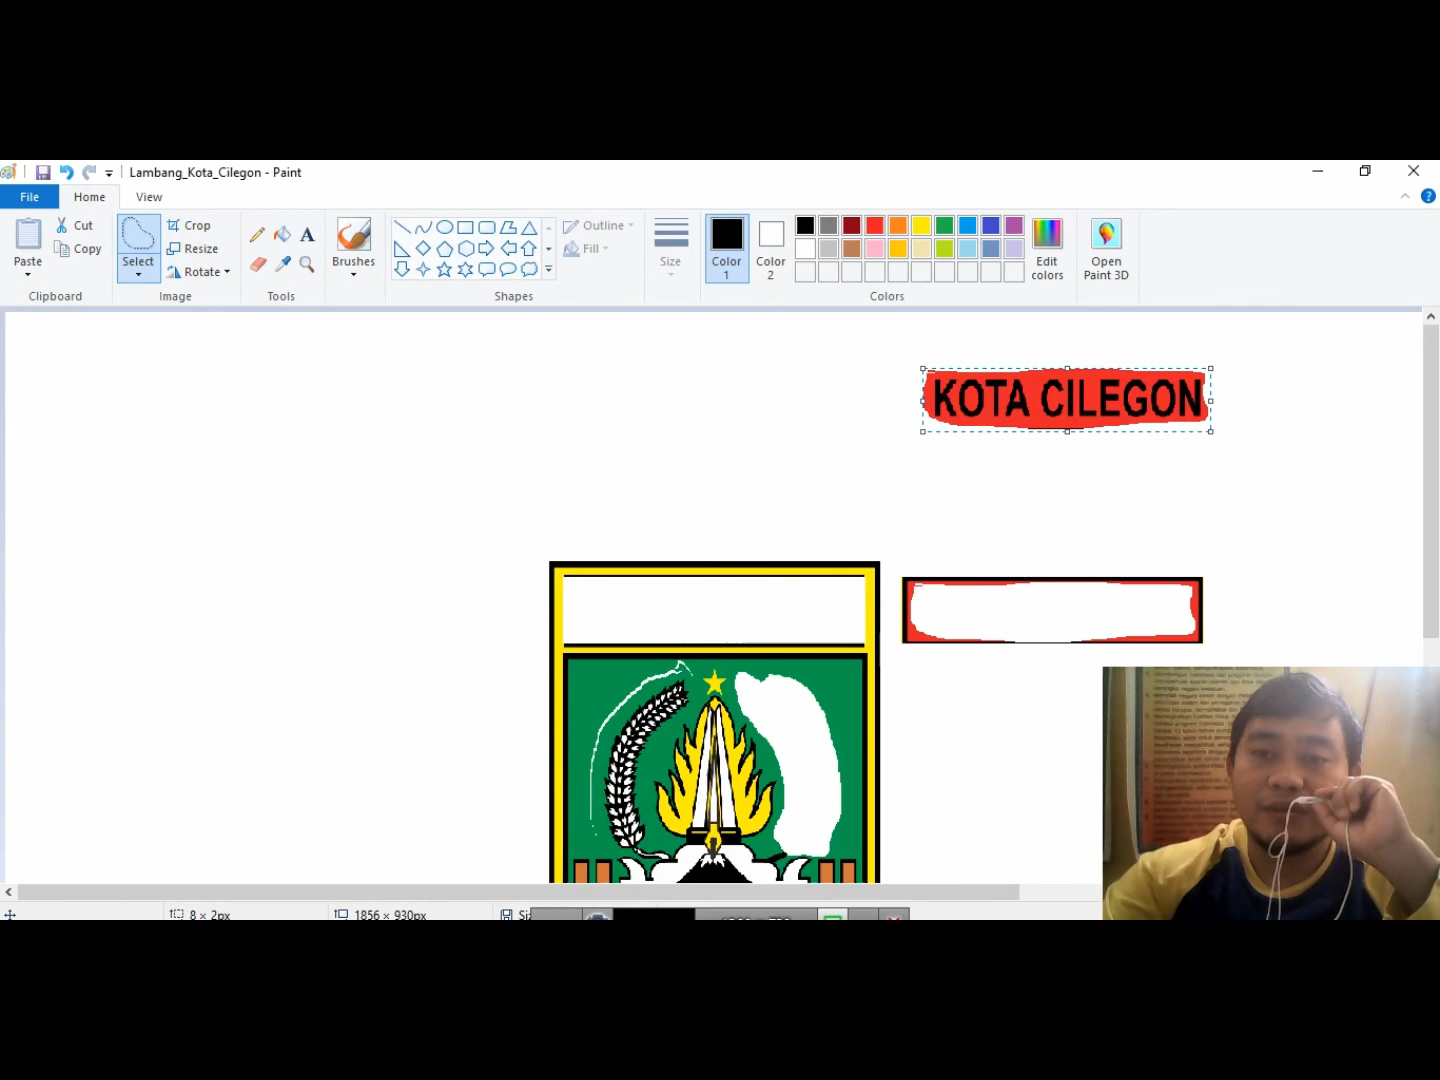 Lambang_Kota_Cilegon - Paint
File Home View
Paste
Cut
Copy
Clipboard
Select
Crop
Resize
Rotate
Image
A
Tools
Brushes
Outline
Fill
Shapes
Size
Color 1
Color 2
Edit colors
Colors
Open Paint 3D
KOTA CILEGON
8 × 2px
1856 × 930px